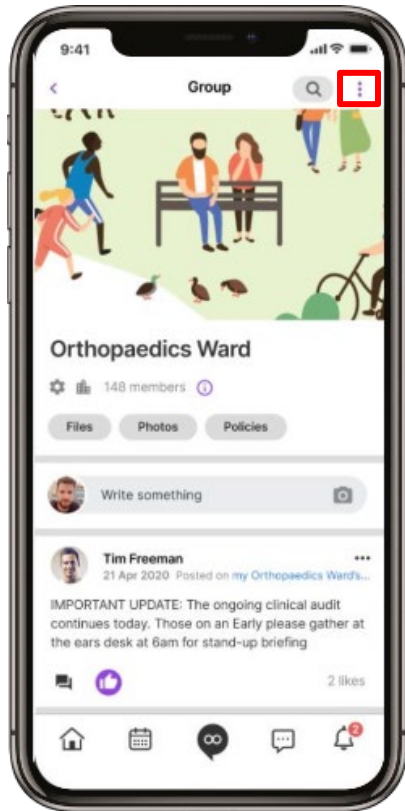 9:41
Group
Orthopaedics Ward
148 members
Files Photos Policies
Write something
Tim Freeman
21 Apr 2020 Posted on my Orthopaedics Ward's...
IMPORTANT UPDATE: The ongoing clinical audit
continues today. Those on an Early please gather at
the ears desk at 6am for stand-up briefing
2 likes
2